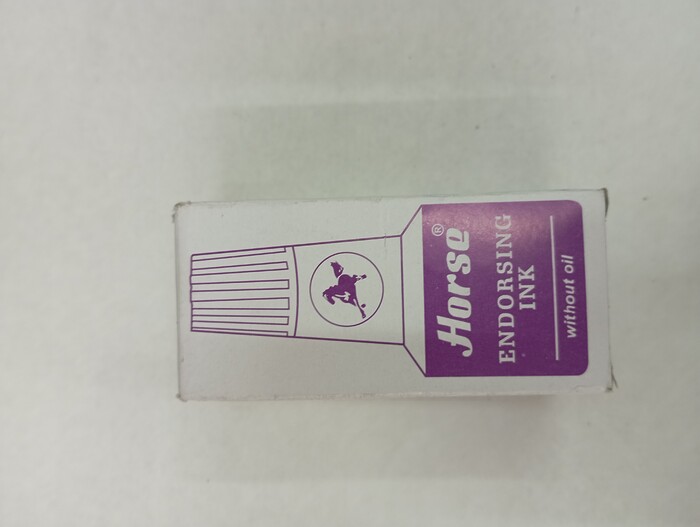 Horse®
ENDORSING
INK
without oil